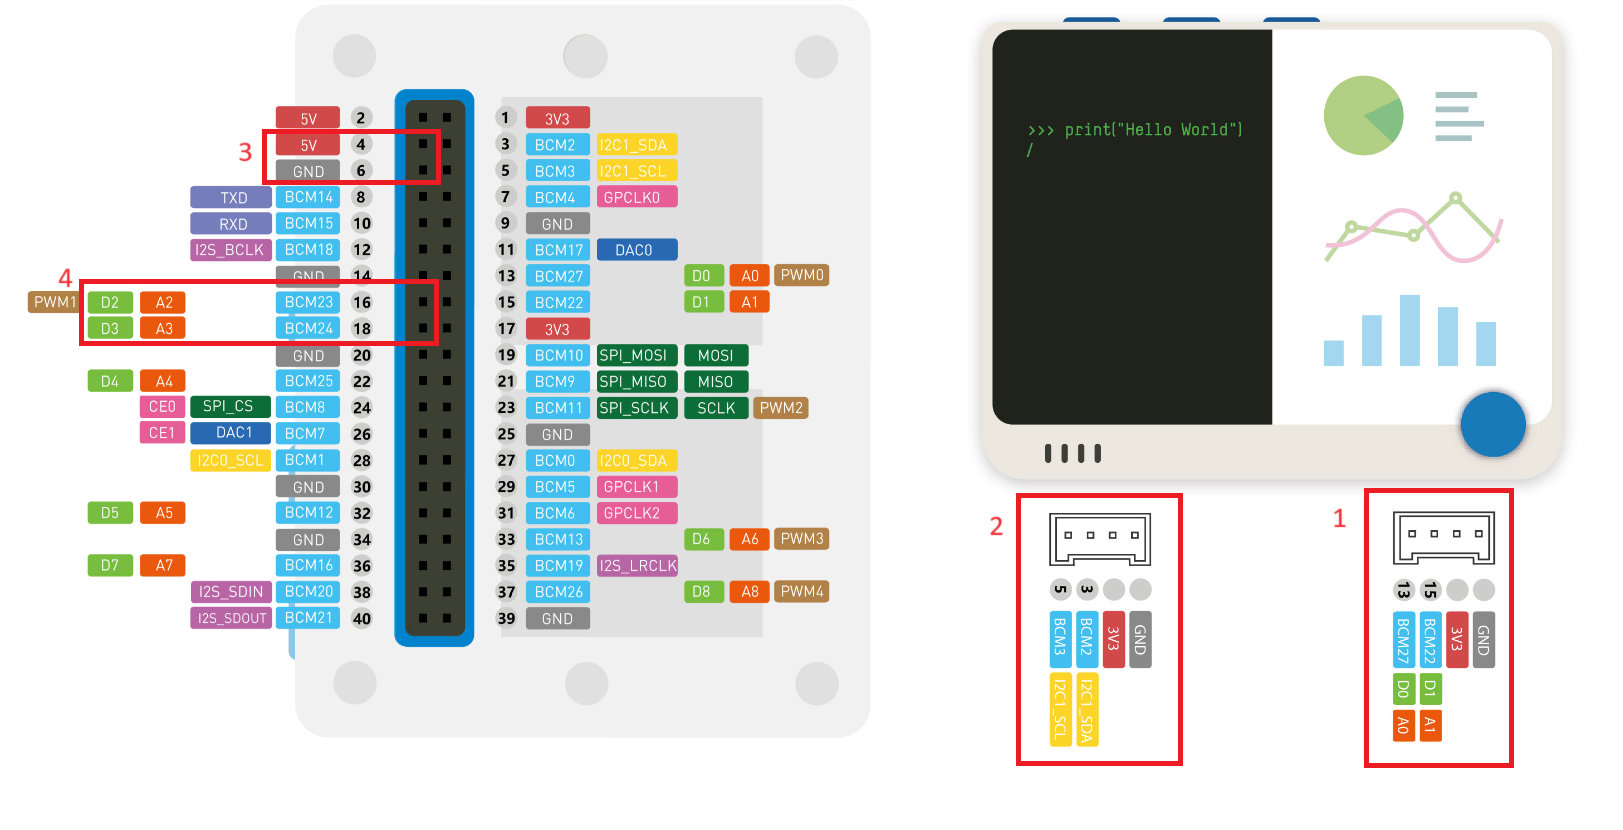 5V 2 1 3V3
3 5V 4 3 BCM2 I2C1_SDA
GND 6 5 BCM3 I2C1_SCL
TXD BCM14 8 7 BCM4 GPCLK0
RXD BCM15 10 9 GND
I2S_BCLK BCM18 12 11 BCM17 DAC0
4 GND 14 13 BCM27 D0 A0 PWM0
PWM1 D2 A2 BCM23 16 15 BCM22 D1 A1
D3 A3 BCM24 18 17 3V3
GND 20 19 BCM10 SPI_MOSI MOSI
D4 A4 BCM25 22 21 BCM9 SPI_MISO MISO
CE0 SPI_CS BCM8 24 23 BCM11 SPI_SCLK SCLK PWM2
CE1 DAC1 BCM7 26 25 GND
I2C0_SCL BCM1 28 27 BCM0 I2C0_SDA
GND 30 29 BCM5 GPCLK1
D5 A5 BCM12 32 31 BCM6 GPCLK2
GND 34 33 BCM13 D6 A6 PWM3
D7 A7 BCM16 36 35 BCM19 I2S_LRCLK
I2S_SDIN BCM20 38 37 BCM26 D8 A8 PWM4
I2S_SDOUT BCM21 40 39 GND
>>> print("Hello World")
/
2
5 3
BCM3 BCM2 3V3 GND
I2C1_SCL I2C1_SDA
1
13 15
BCM27 BCM22 3V3 GND
D0 D1
A0 A1